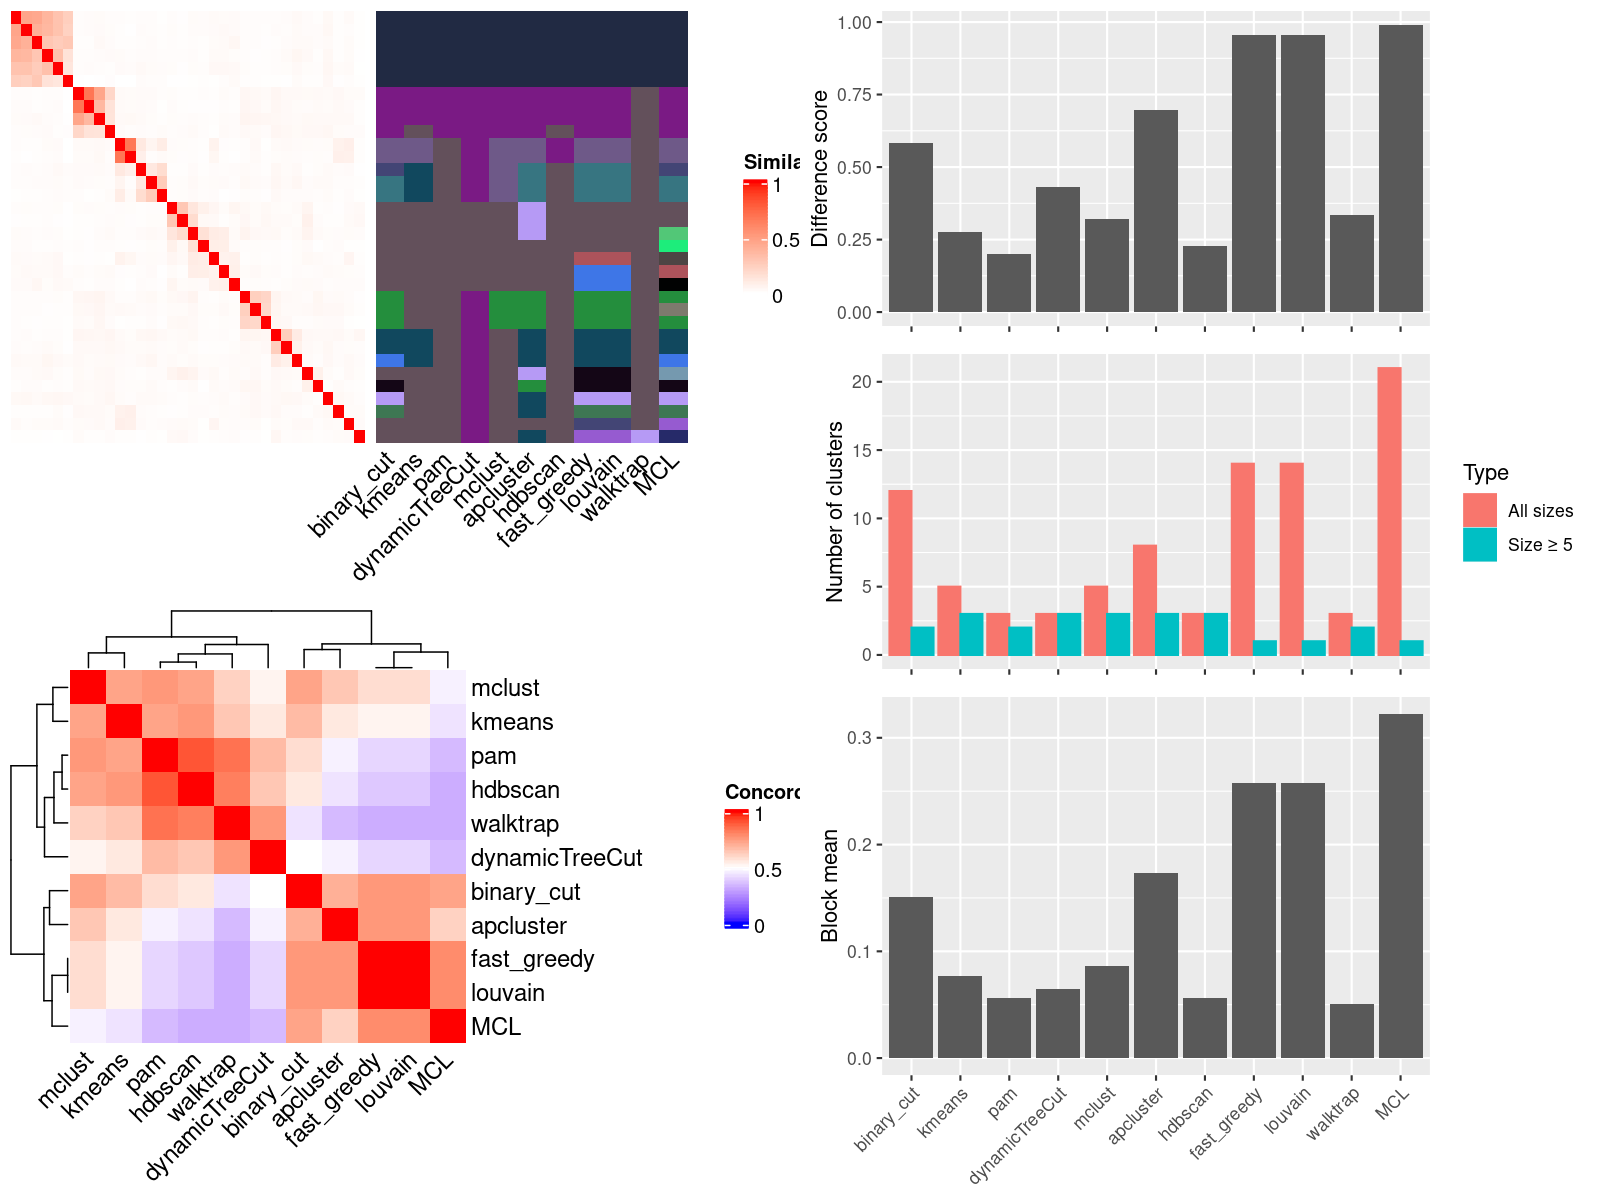 Simila
1
0.5
0
binary_cut
kmeans
pam
dynamicTreeCut
mclust
apcluster
hdbscan
fast_greedy
louvain
walktrap
MCL
mclust
kmeans
pam
hdbscan
walktrap
dynamicTreeCut
binary_cut
apcluster
fast_greedy
louvain
MCL
mclust
kmeans
pam
hdbscan
walktrap
dynamicTreeCut
binary_cut
apcluster
fast_greedy
louvain
MCL
Concord
1
0.5
0
Difference score
1.00
0.75
0.50
0.25
0.00
Number of clusters
20
15
10
5
0
Type
All sizes
Size ≥ 5
Block mean
0.3
0.2
0.1
0.0
binary_cut
kmeans
pam
dynamicTreeCut
mclust
apcluster
hdbscan
fast_greedy
louvain
walktrap
MCL